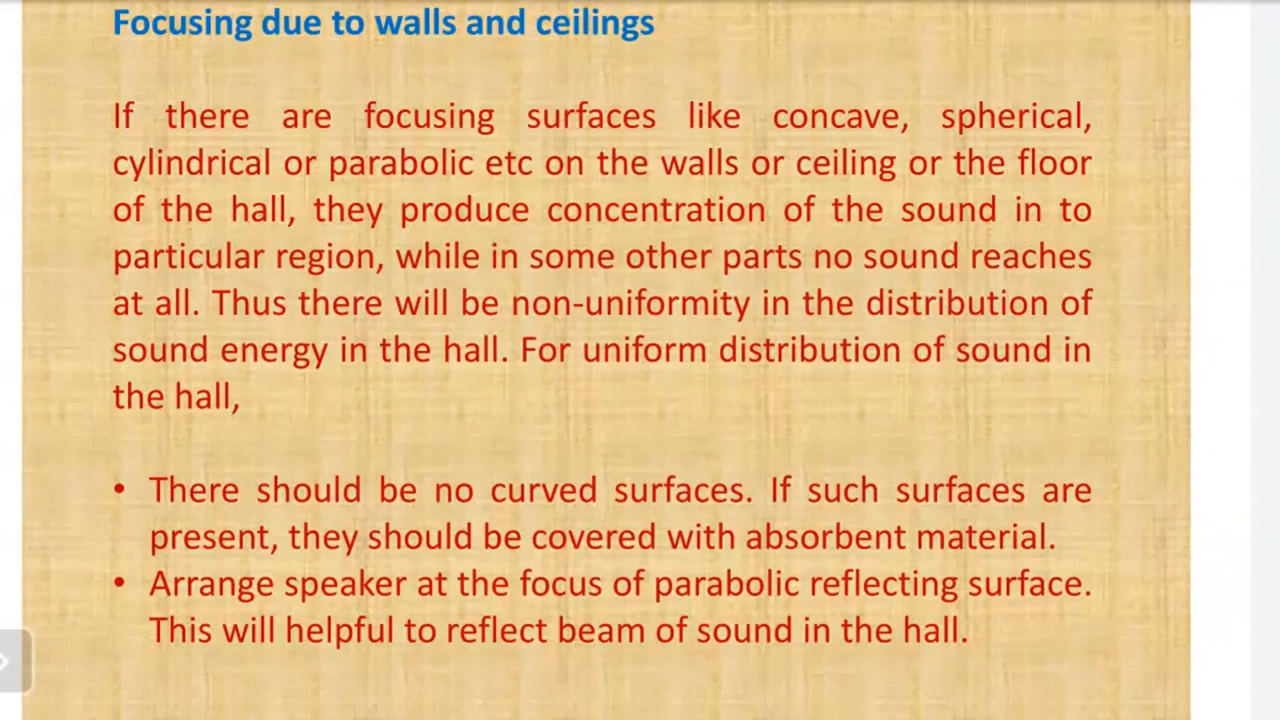 Focusing due to walls and ceilings
If there are focusing surfaces like concave, spherical,
cylindrical or parabolic etc on the walls or ceiling or the floor
of the hall, they produce concentration of the sound in to
particular region, while in some other parts no sound reaches
at all. Thus there will be non-uniformity in the distribution of
sound energy in the hall. For uniform distribution of sound in
the hall,
• There should be no curved surfaces. If such surfaces are
present, they should be covered with absorbent material.
• Arrange speaker at the focus of parabolic reflecting surface.
This will helpful to reflect beam of sound in the hall.